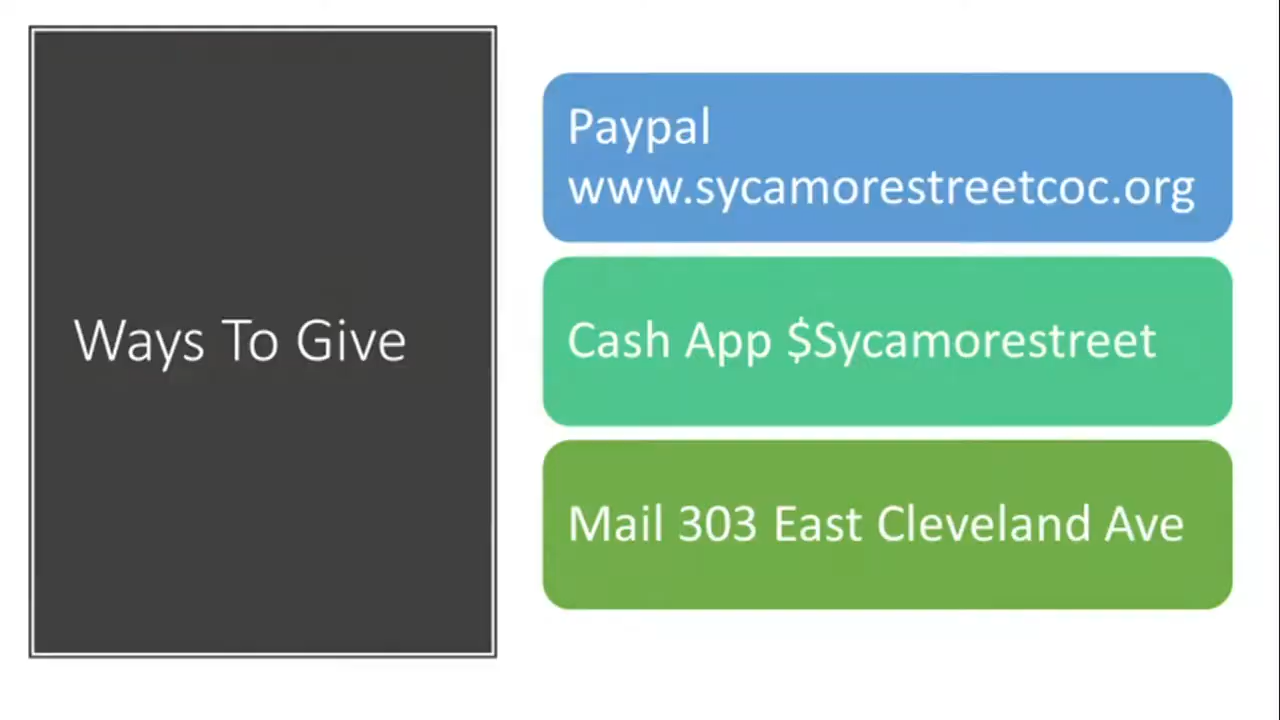 Ways To Give
Paypal
www.sycamorestreetcoc.org
Cash App $Sycamorestreet
Mail 303 East Cleveland Ave